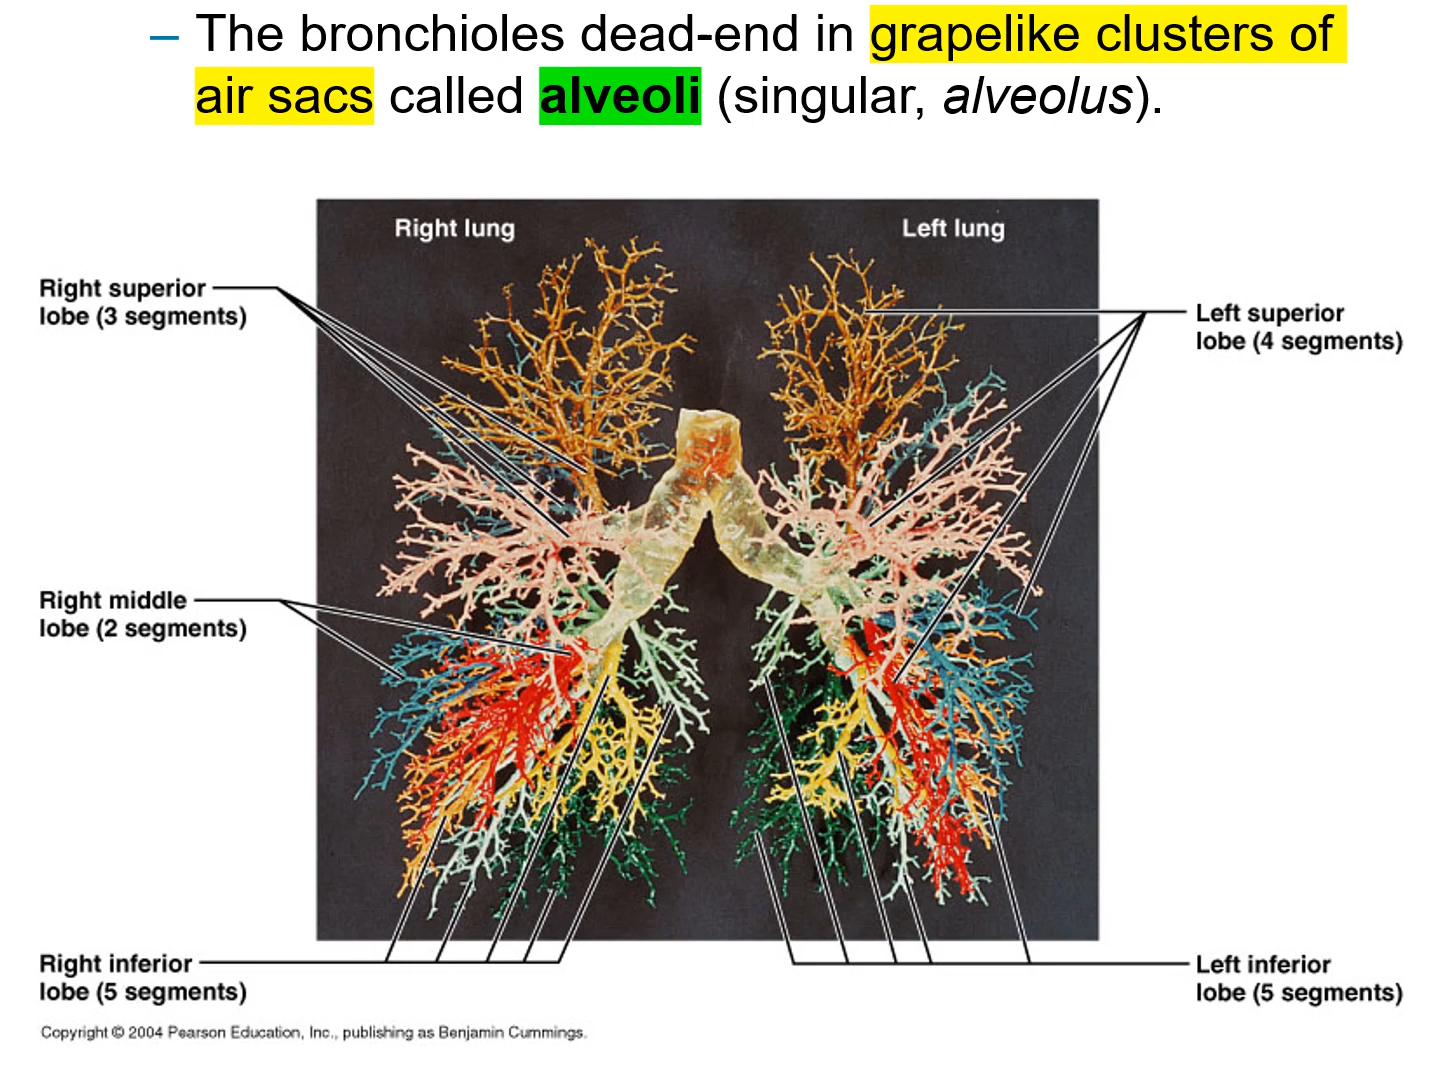 – The bronchioles dead-end in grapelike clusters of
air sacs called alveoli (singular, alveolus).
Right lung
Left lung
Right superior
lobe (3 segments)
Left superior
lobe (4 segments)
Right middle
lobe (2 segments)
Right inferior
lobe (5 segments)
Left inferior
lobe (5 segments)
Copyright © 2004 Pearson Education, Inc., publishing as Benjamin Cummings.